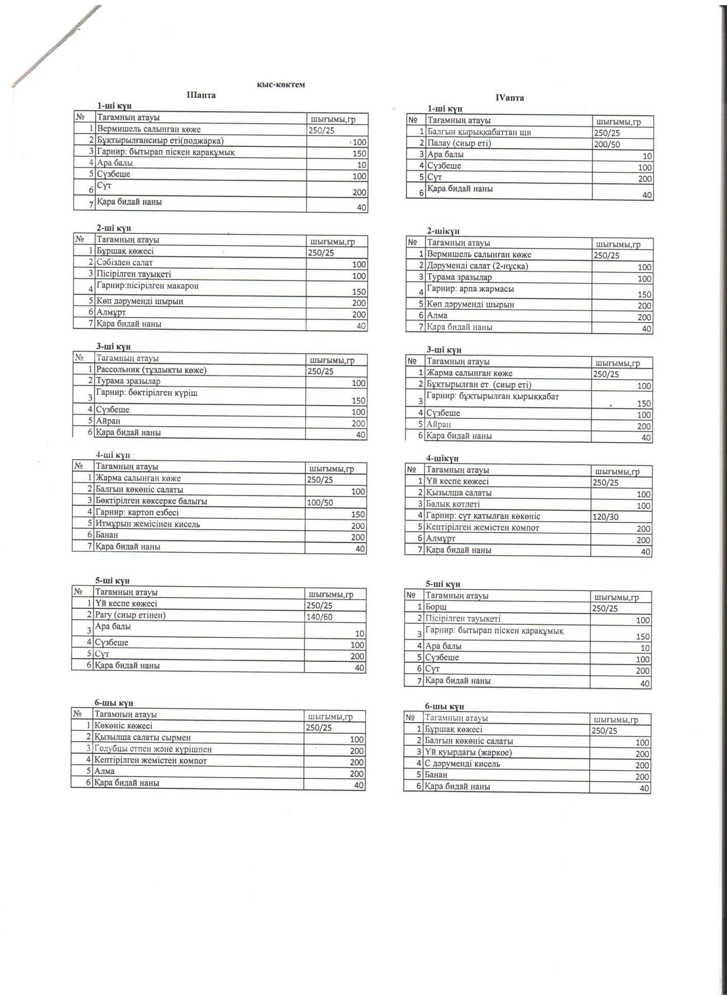 қыс-көктем
IIIапта
1-ші күн
№ Тағамның атауы шығымы,гр
1 Вермишель салынған көже 250/25
2 Бұқтырылғансиыр еті(поджарка) 100
3 Гарнир: бытырап піскен қарақұмық 150
4 Ара балы 10
5 Сүзбеше 100
6 Сүт 200
7 Қара бидай наны 40
2-ші күн
№ Тағамның атауы шығымы,гр
1 Бұршақ көжесі 250/25
2 Сәбізден салат 100
3 Пісірілген тауықеті 100
4 Гарнир:пісірілген макарон 150
5 Көп дәруменді шырын 200
6 Алмұрт 200
7 Қара бидай наны 40
3-ші күн
№ Тағамның атауы шығымы,гр
1 Рассольник (тұздықты көже) 250/25
2 Турама зразылар 100
3 Гарнир: бөктірілген күріш 150
4 Сүзбеше 100
5 Айран 200
6 Қара бидай наны 40
4-ші күн
№ Тағамның атауы шығымы,гр
1 Жарма салынған көже 250/25
2 Балғын көкөніс салаты 100
3 Бөктірілген көксерке балығы 100/50
4 Гарнир: картоп езбесі 150
5 Итмұрын жемісінен кисель 200
6 Банан 200
7 Қара бидай наны 40
5-ші күн
№ Тағамның атауы шығымы,гр
1 Үй кеспе көжесі 250/25
2 Рагу (сиыр етінен) 140/60
3 Ара балы 10
4 Сүзбеше 100
5 Сүт 200
6 Қара бидай наны 40
6-шы күн
№ Тағамның атауы шығымы,гр
1 Көкөніс көжесі 250/25
2 Қызылша салаты сырмен 100
3 Голубцы етпен және күрішпен 200
4 Кептірілген жемістен компот 200
5 Алма 200
6 Қара бидай наны 40
IVапта
1-ші күн
№ Тағамның атауы шығымы,гр
1 Балғын қырыққабаттан щи 250/25
2 Палау (сиыр еті) 200/50
3 Ара балы 10
4 Сүзбеше 100
5 Сүт 200
6 Қара бидай наны 40
2-шікүн
№ Тағамның атауы шығымы,гр
1 Вермишель салынған көже 250/25
2 Дәруменді салат (2-нұсқа) 100
3 Турама зразылар 100
4 Гарнир: арпа жармасы 150
5 Көп дәруменді шырын 200
6 Алма 200
7 Қара бидай наны 40
3-ші күн
№ Тағамның атауы шығымы,гр
1 Жарма салынған көже 250/25
2 Бұқтырылған ет (сиыр еті) 100
3 Гарнир: бұқтырылған қырыққабат 150
4 Сүзбеше 100
5 Айран 200
6 Қара бидай наны 40
4-шікүн
№ Тағамның атауы шығымы,гр
1 Үй кеспе көжесі 250/25
2 Қызылша салаты 100
3 Балық котлеті 100
4 Гарнир: сүт қатылған көкөніс 120/30
5 Кептірілген жемістен компот 200
6 Алмұрт 200
7 Қара бидай наны 40
5-ші күн
№ Тағамның атауы шығымы,гр
1 Борщ 250/25
2 Пісірілген тауықеті 100
3 Гарнир: бытырап піскен қарақұмық 150
4 Ара балы 10
5 Сүзбеше 100
6 Сүт 200
7 Қара бидай наны 40
6-шы күн
№ Тағамның атауы шығымы,гр
1 Бұршақ көжесі 250/25
2 Балғын көкөніс салаты 100
3 Үй қуырдағы (жаркое) 200
4 С дәруменді кисель 200
5 Банан 200
6 Қара бидай наны 40